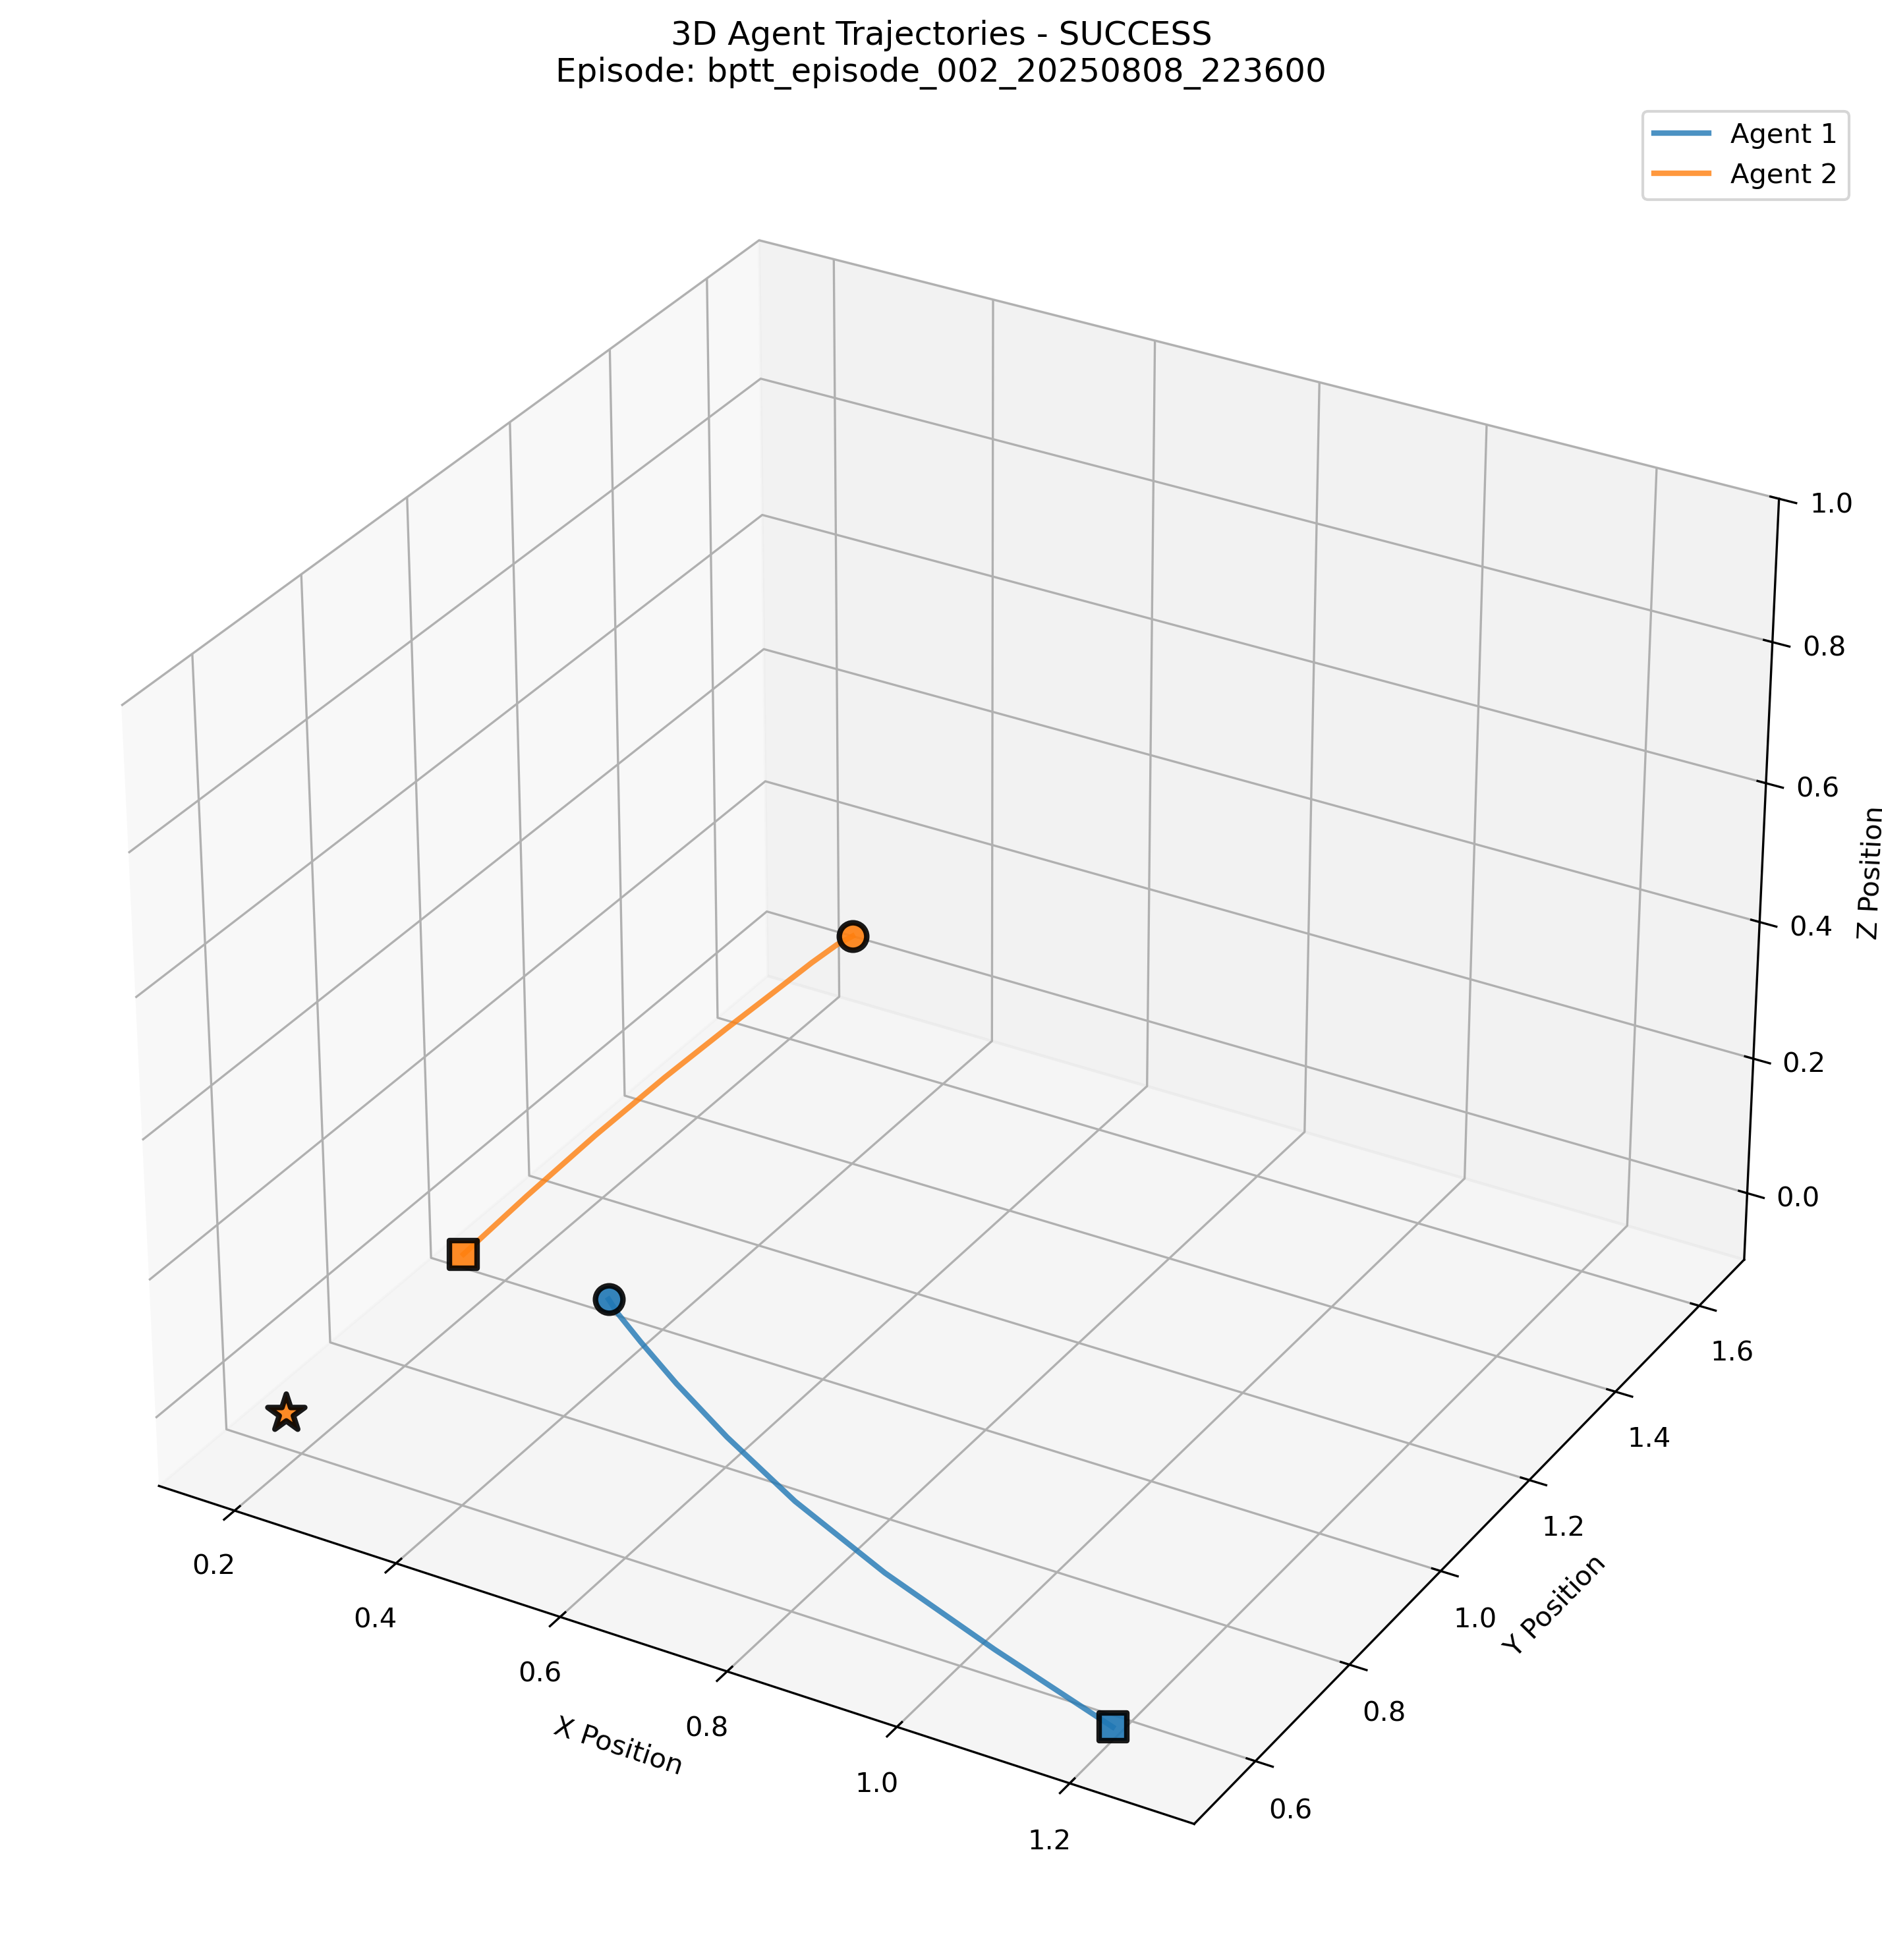 3D Agent Trajectories - SUCCESS
Episode: bptt_episode_002_20250808_223600
Agent 1
Agent 2
1.0
0.8
0.6
0.4
0.2
0.0
Z Position
1.6
1.4
1.2
1.0
0.8
0.6
Y Position
0.2
0.4
0.6
0.8
1.0
1.2
X Position